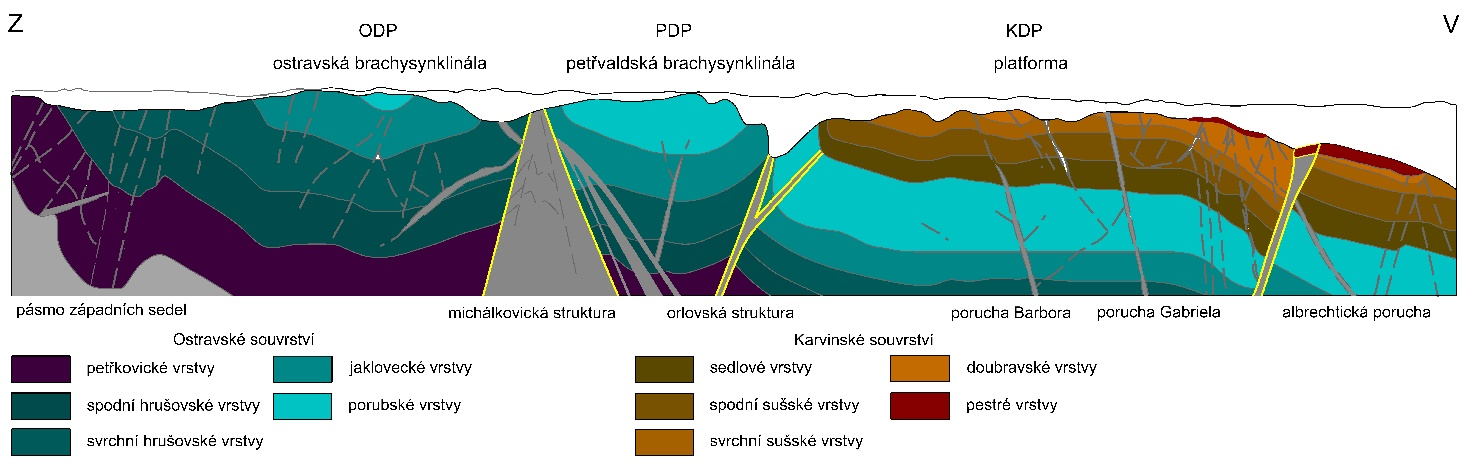 Z
V
ODP
PDP
KDP
ostravská brachysynklinála
petřvaldská brachysynklinála
platforma
pásmo západních sedel
michálkovická struktura
orlovská struktura
porucha Barbora
porucha Gabriela
albrechtická porucha
Ostravské souvrství
petřkovické vrstvy
jaklovecké vrstvy
spodní hrušovské vrstvy
porubské vrstvy
svrchní hrušovské vrstvy
Karvinské souvrství
sedlové vrstvy
doubravské vrstvy
spodní sušské vrstvy
pestré vrstvy
svrchní sušské vrstvy